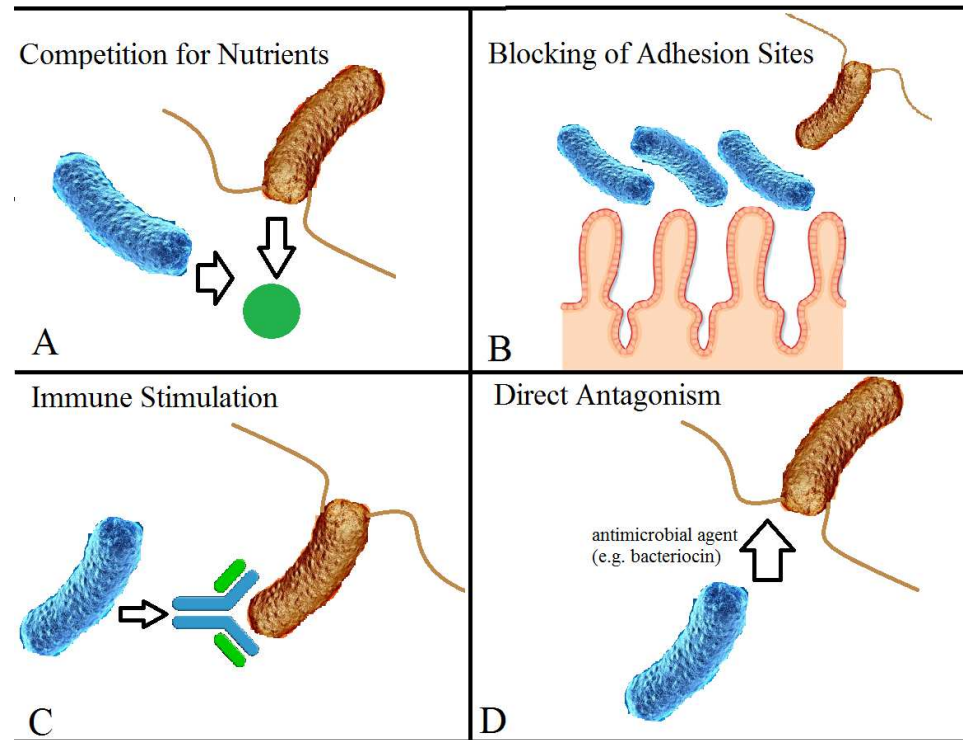 Competition for Nutrients
A
Blocking of Adhesion Sites
B
Immune Stimulation
C
Direct Antagonism
antimicrobial agent
(e.g. bacteriocin)
D